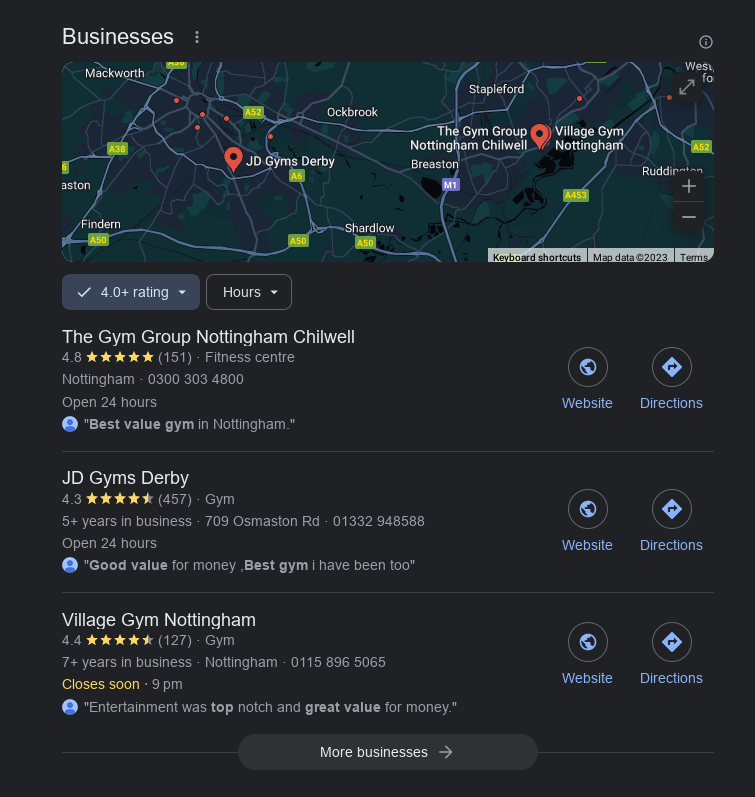 Businesses
A38
Mackworth
West
fo
Stapleford
A52
Ockbrook
The Gym Group
Nottingham Chilwell
Village Gym
Nottingham
A38
A52
JD Gyms Derby
Breaston
6
A6
Ruddington
aston
M1
A453
Findern
Shardlow
A50
A50
A50
Keyboard shortcuts
Map data ©2023
Terms
4.0+ rating
Hours
The Gym Group Nottingham Chilwell
4.8 (151) · Fitness centre
Nottingham · 0300 303 4800
Open 24 hours
"Best value gym in Nottingham."
Website
Directions
JD Gyms Derby
4.3 (457) · Gym
5+ years in business · 709 Osmaston Rd · 01332 948588
Open 24 hours
"Good value for money ,Best gym i have been too"
Website
Directions
Village Gym Nottingham
4.4 (127) · Gym
7+ years in business · Nottingham · 0115 896 5065
Closes soon · 9 pm
"Entertainment was top notch and great value for money."
Website
Directions
More businesses